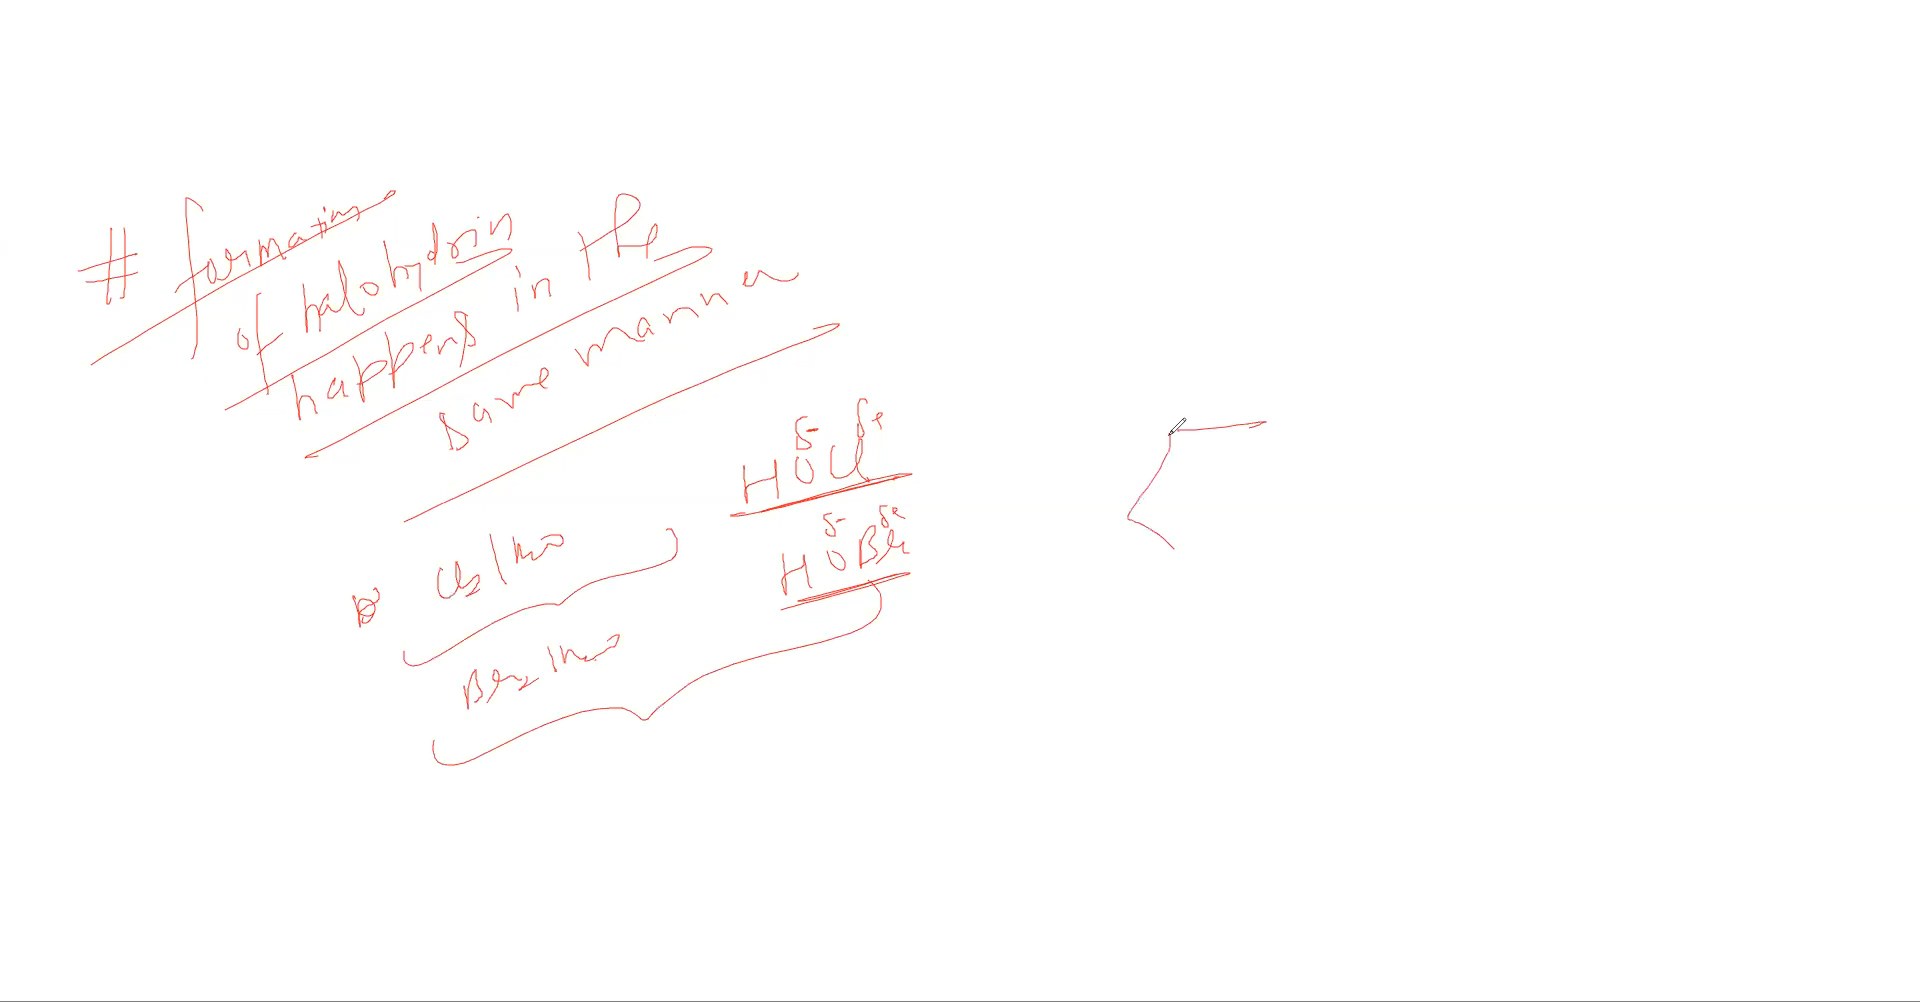 # formation
of halohydrin
happens in the
same manner
δ- δ+
HOCl
Cl₂/H₂O
δ- δ+
HOBr
Br₂/H₂O